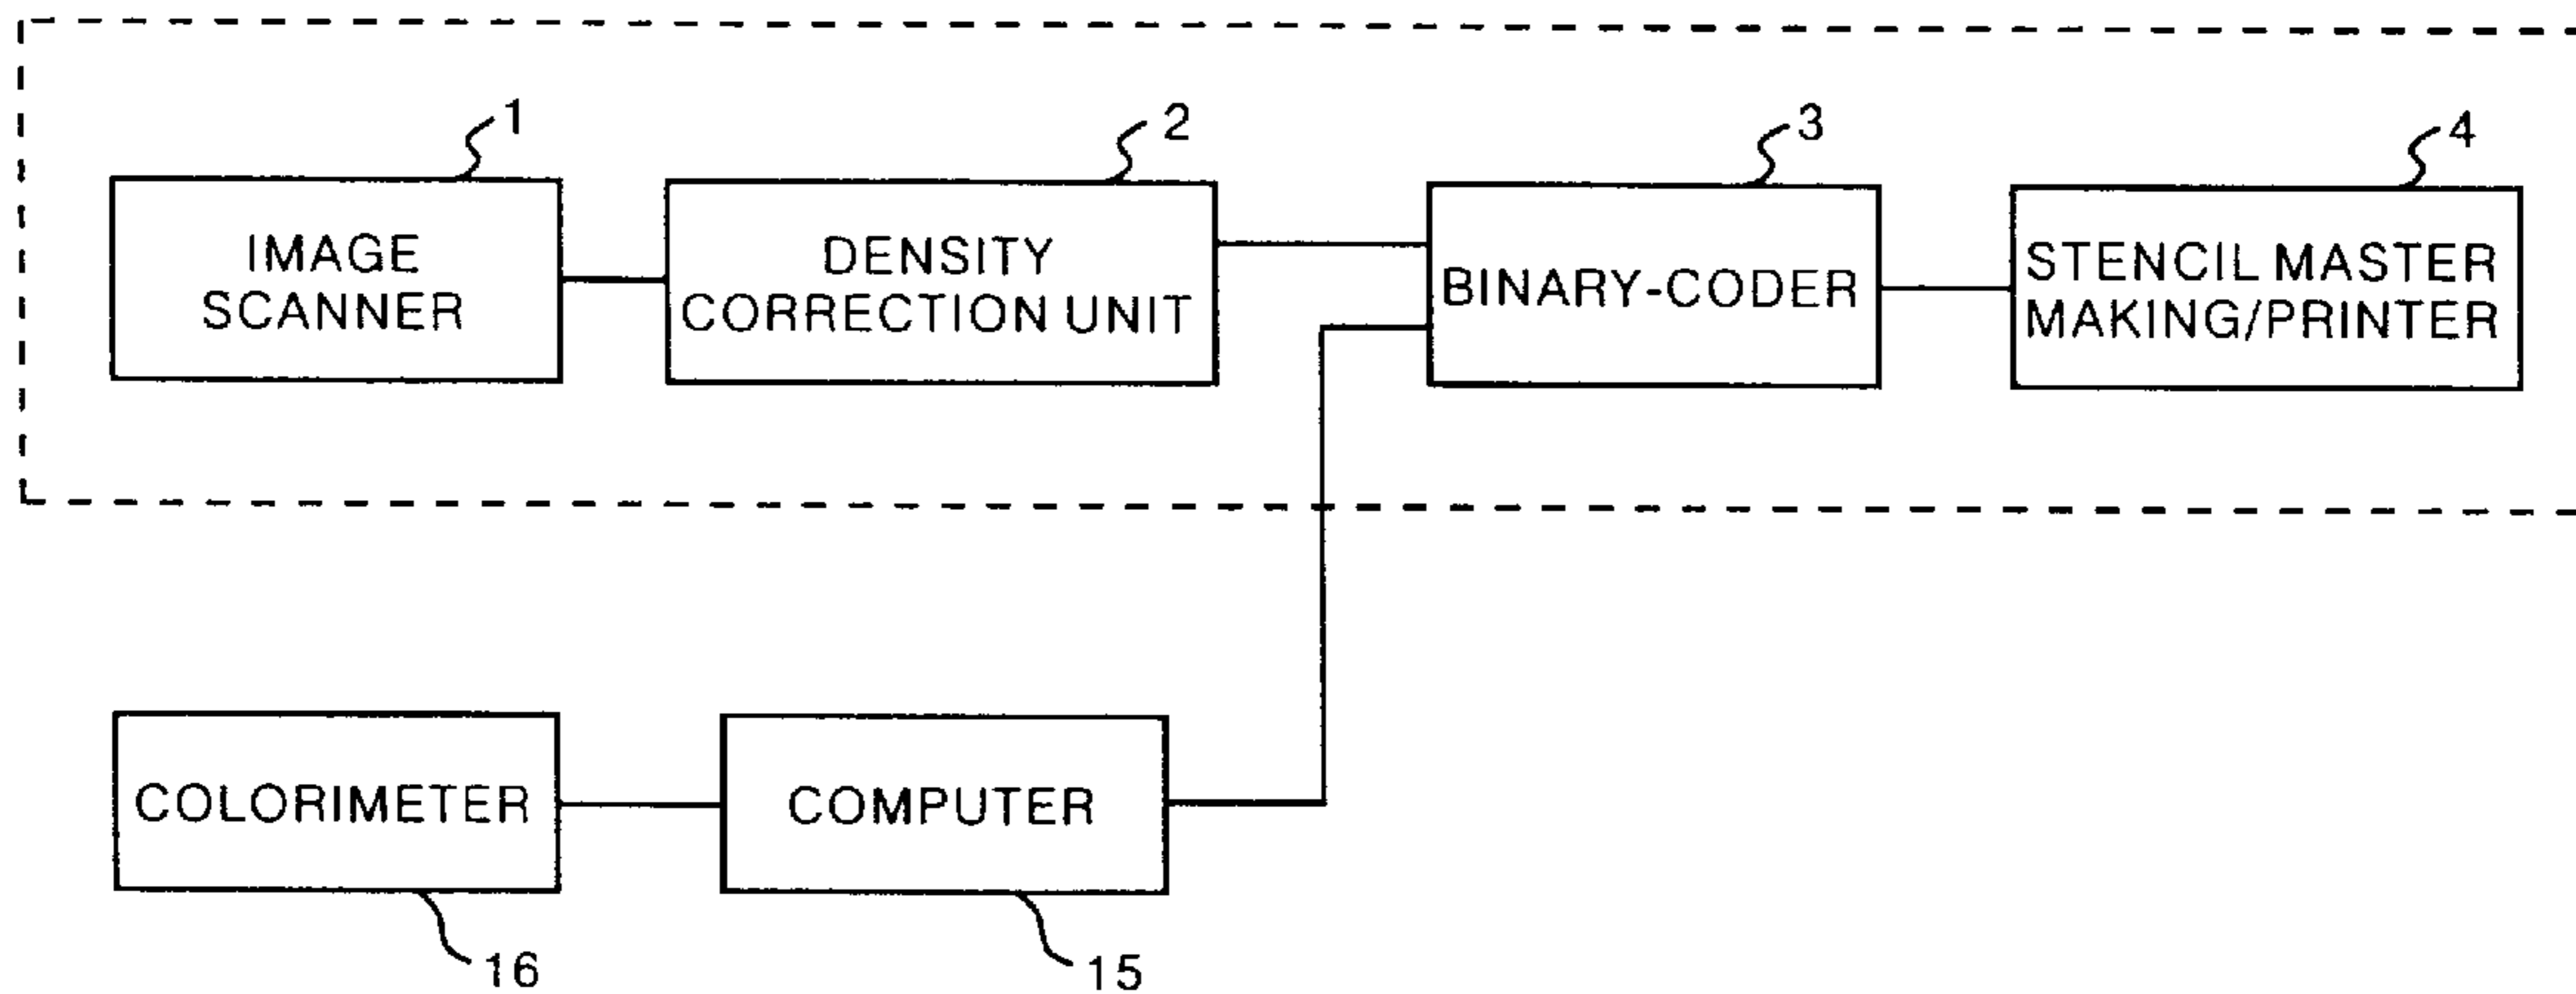 1
2
3
4
IMAGE
SCANNER
DENSITY
CORRECTION UNIT
BINARY-CODER
STENCIL MASTER
MAKING/PRINTER
COLORIMETER
COMPUTER
16
15